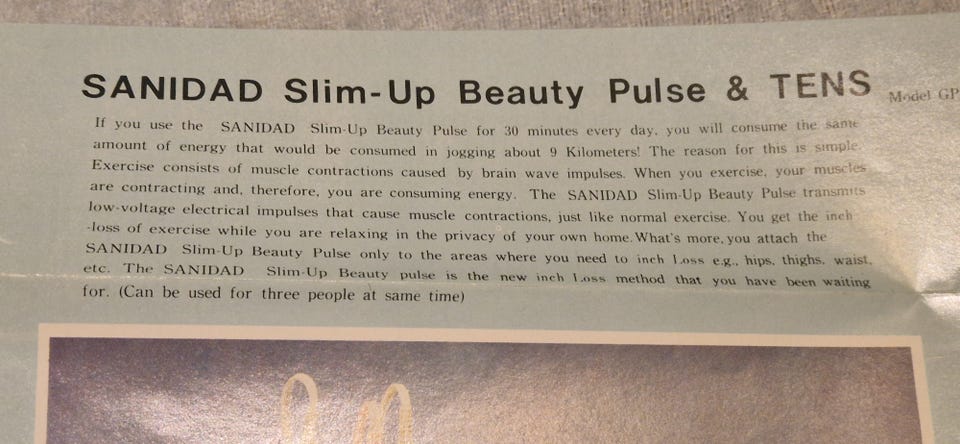 SANIDAD Slim-Up Beauty Pulse & TENS Model GP
If you use the SANIDAD Slim-Up Beauty Pulse for 30 minutes every day, you will consume the same
amount of energy that would be consumed in jogging about 9 Kilometers! The reason for this is simple.
Exercise consists of muscle contractions caused by brain wave impulses. When you exercise, your muscles
are contracting and, therefore, you are consuming energy. The SANIDAD Slim-Up Beauty Pulse transmits
low-voltage electrical impulses that cause muscle contractions, just like normal exercise. You get the inch
-loss of exercise while you are relaxing in the privacy of your own home. What's more, you attach the
SANIDAD Slim-Up Beauty Pulse only to the areas where you need to inch Loss e.g., hips, thighs, waist,
etc. The SANIDAD Slim-Up Beauty pulse is the new inch Loss method that you have been waiting
for. (Can be used for three people at same time)